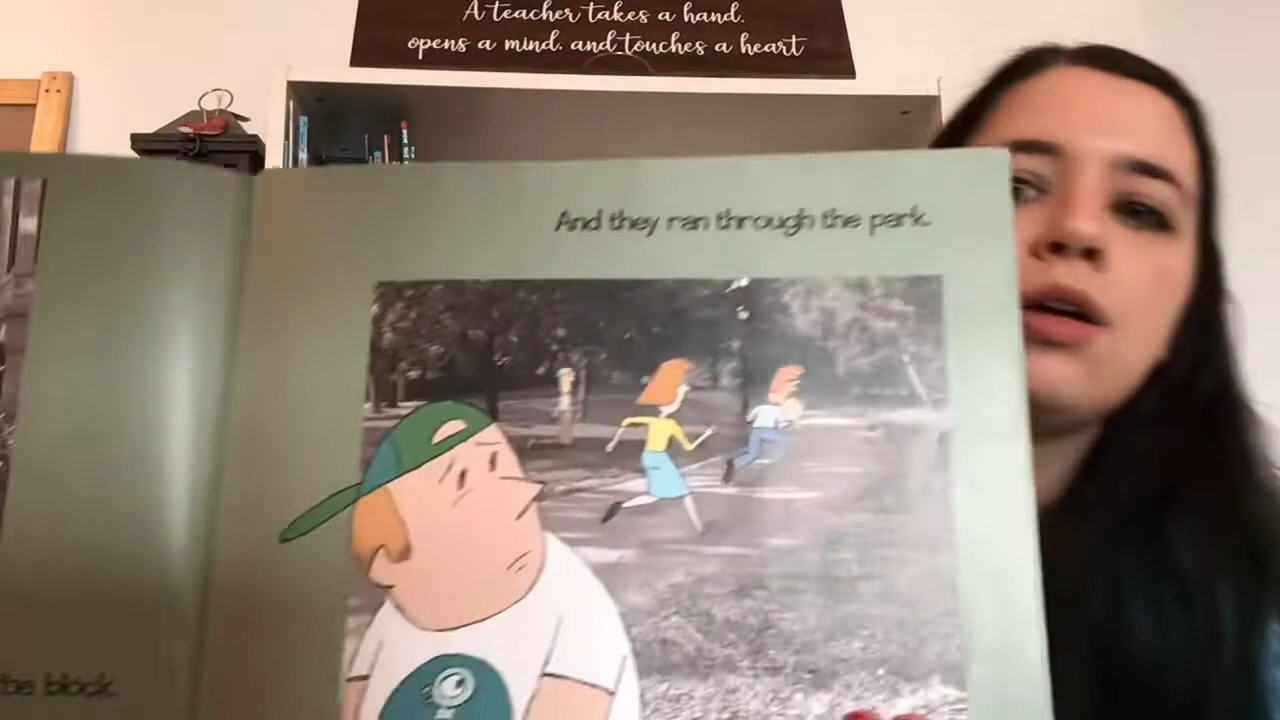 A teacher takes a hand,
opens a mind, and touches a heart
And they ran through the park.
the block.